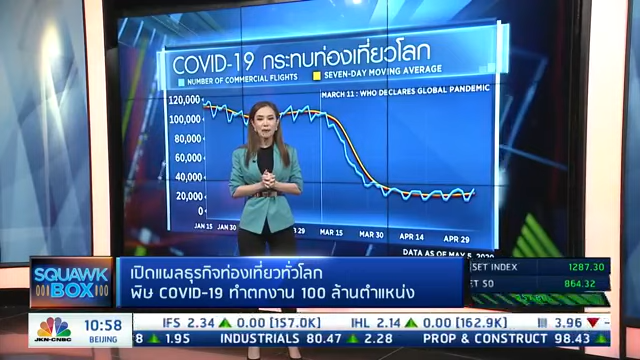 COVID-19 กระทบท่องเที่ยวโลก
NUMBER OF COMMERCIAL FLIGHTS SEVEN-DAY MOVING AVERAGE
MARCH 11 : WHO DECLARES GLOBAL PANDEMIC
120,000
100,000
80,000
60,000
40,000
20,000
0
JAN 15 JAN 30 29 MAR 15 MAR 30 APR 14 APR 29
DATA AS OF MAY 5, 2020
SQUAWK BOX
เปิดแผลธุรกิจท่องเที่ยวทั่วโลก
พิษ COVID-19 ทำตกงาน 100 ล้านตำแหน่ง
SET INDEX 1287.30
864.32
JKN-CNBC
10:58
BEIJING
IFS 2.34 ▲ 0.00 [157.0K] IHL 2.14 ▲ 0.00 [162.9K] 3.96 ▼
▲ 1.95 INDUSTRIALS 80.47 ▲ 2.28 PROP & CONSTRUCT 98.43 ▲